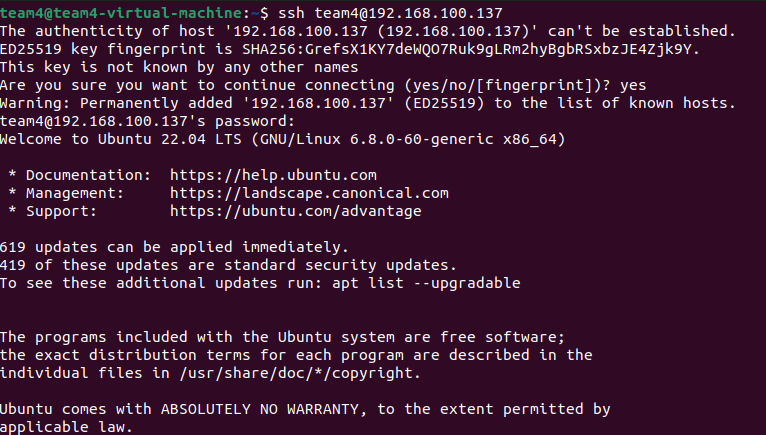 team4@team4-virtual-machine:~$ ssh team4@192.168.100.137
The authenticity of host '192.168.100.137 (192.168.100.137)' can't be established.
ED25519 key fingerprint is SHA256:GrefsX1KY7deWQO7Ruk9gLRm2hyBgbRSxbzJE4Zjk9Y.
This key is not known by any other names
Are you sure you want to continue connecting (yes/no/[fingerprint])? yes
Warning: Permanently added '192.168.100.137' (ED25519) to the list of known hosts.
team4@192.168.100.137's password:
Welcome to Ubuntu 22.04 LTS (GNU/Linux 6.8.0-60-generic x86_64)

 * Documentation:  https://help.ubuntu.com
 * Management:     https://landscape.canonical.com
 * Support:        https://ubuntu.com/advantage

619 updates can be applied immediately.
419 of these updates are standard security updates.
To see these additional updates run: apt list --upgradable

The programs included with the Ubuntu system are free software;
the exact distribution terms for each program are described in the
individual files in /usr/share/doc/*/copyright.

Ubuntu comes with ABSOLUTELY NO WARRANTY, to the extent permitted by
applicable law.